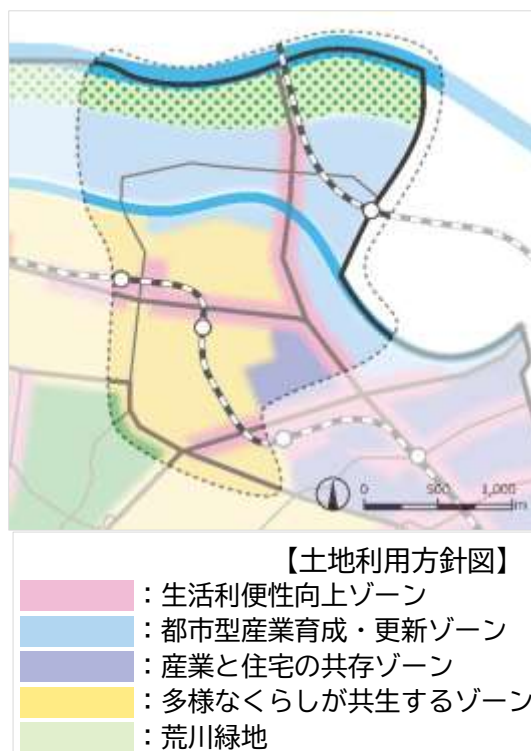 0 500 1,000
m
【土地利用方針図】
：生活利便性向上ゾーン
：都市型産業育成・更新ゾーン
：産業と住宅の共存ゾーン
：多様なくらしが共生するゾーン
：荒川緑地